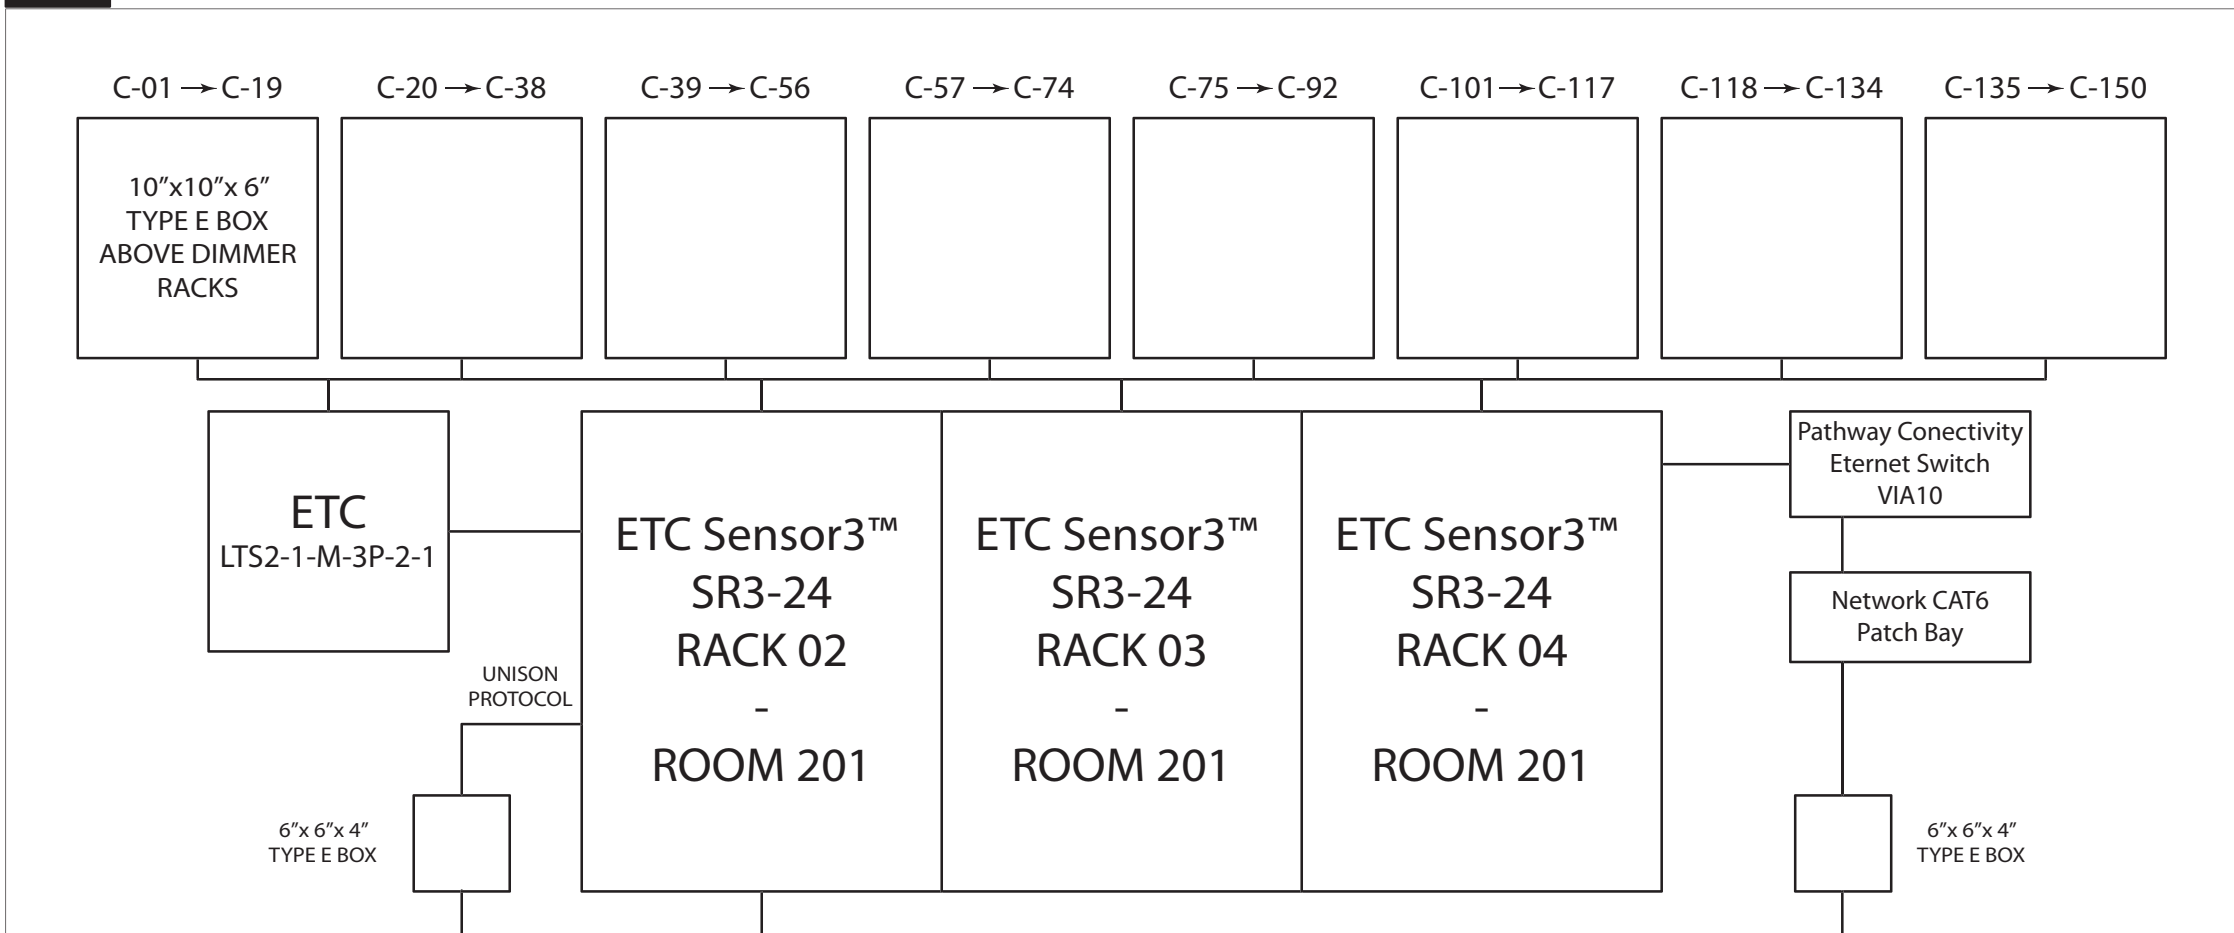 C-01 → C-19
C-20 → C-38
C-39 → C-56
C-57 → C-74
C-75 → C-92
C-101 → C-117
C-118 → C-134
C-135 → C-150
10”x10”x 6”
TYPE E BOX
ABOVE DIMMER
RACKS
ETC
LTS2-1-M-3P-2-1
UNISON
PROTOCOL
6”x 6”x 4”
TYPE E BOX
ETC Sensor3™
SR3-24
RACK 02
-
ROOM 201
ETC Sensor3™
SR3-24
RACK 03
-
ROOM 201
ETC Sensor3™
SR3-24
RACK 04
-
ROOM 201
Pathway Conectivity
Eternet Switch
VIA10
Network CAT6
Patch Bay
6”x 6”x 4”
TYPE E BOX